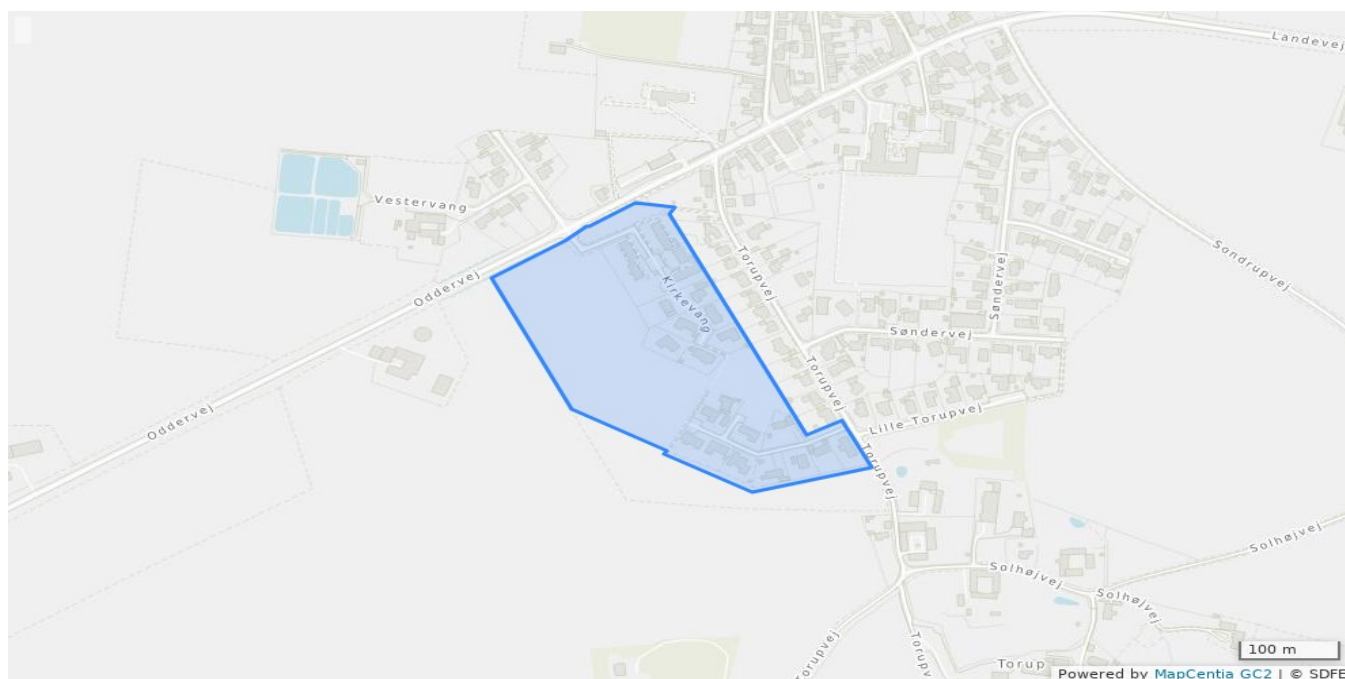 Landevej
Vestervang
Oddervej
Torupvej
Kirkevang
Søndervej
Sondrupvej
Søndervej
Torupvej
Oddervej
Lille Torupvej
Torupvej
Solhøjvej
Solhøjvej
Solhøjvej
Torupvej
Torupv
Torup
100 m
Powered by MapCentia GC2 | © SDFE